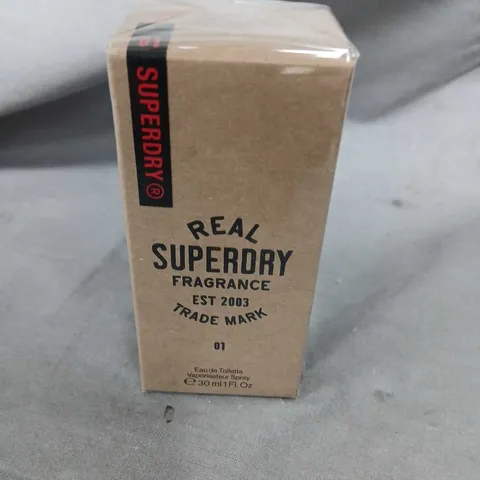 SUPERDRY®
REAL
SUPERDRY
FRAGRANCE
EST 2003
TRADE MARK
01
Eau de Toilette
Vaporisateur Spray
℮ 30 ml 1 Fl. Oz